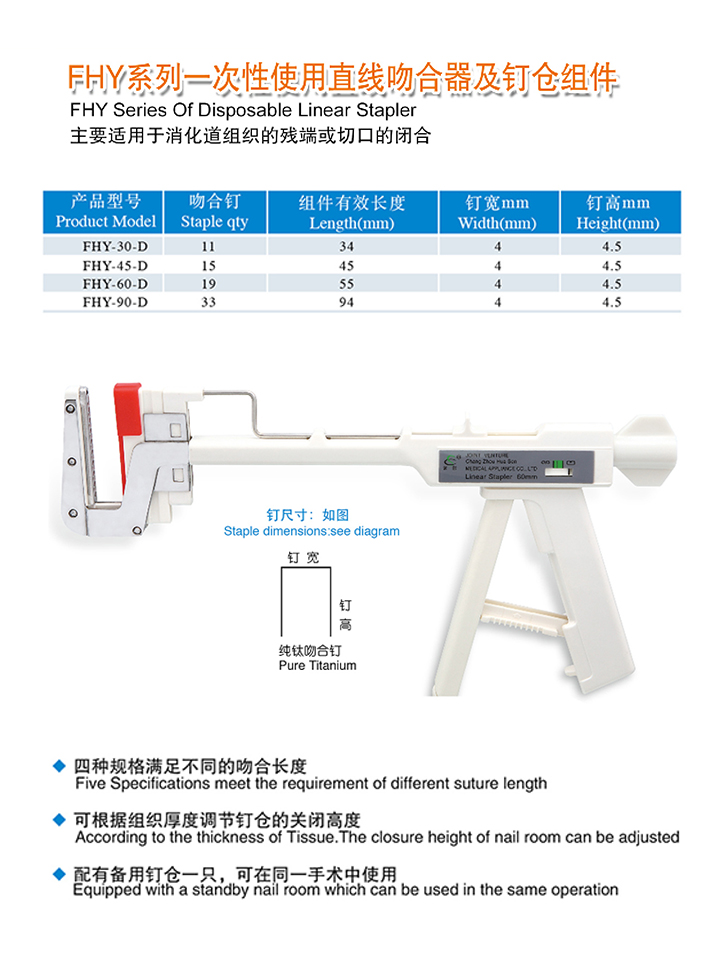 FHY系列一次性使用直线吻合器及钉仓组件
FHY Series Of Disposable Linear Stapler
主要适用于消化道组织的残端或切口的闭合
产品型号 吻合钉 组件有效长度 钉宽mm 钉高mm
Product Model Staple qty Length(mm) Width(mm) Height(mm)
FHY-30-D 11 34 4 4.5
FHY-45-D 15 45 4 4.5
FHY-60-D 19 55 4 4.5
FHY-90-D 33 94 4 4.5
JOINT VENTURE
Chang Zhou Hua Sen
MEDICAL APPLIANCE CO., LTD
Linear Stapler 60mm
钉尺寸：如图
Staple dimensions:see diagram
钉 宽
钉
高
纯钛吻合钉
Pure Titanium
四种规格满足不同的吻合长度
Five Specifications meet the requirement of different suture length
可根据组织厚度调节钉仓的关闭高度
According to the thickness of Tissue.The closure height of nail room can be adjusted
配有备用钉仓一只，可在同一手术中使用
Equipped with a standby nail room which can be used in the same operation